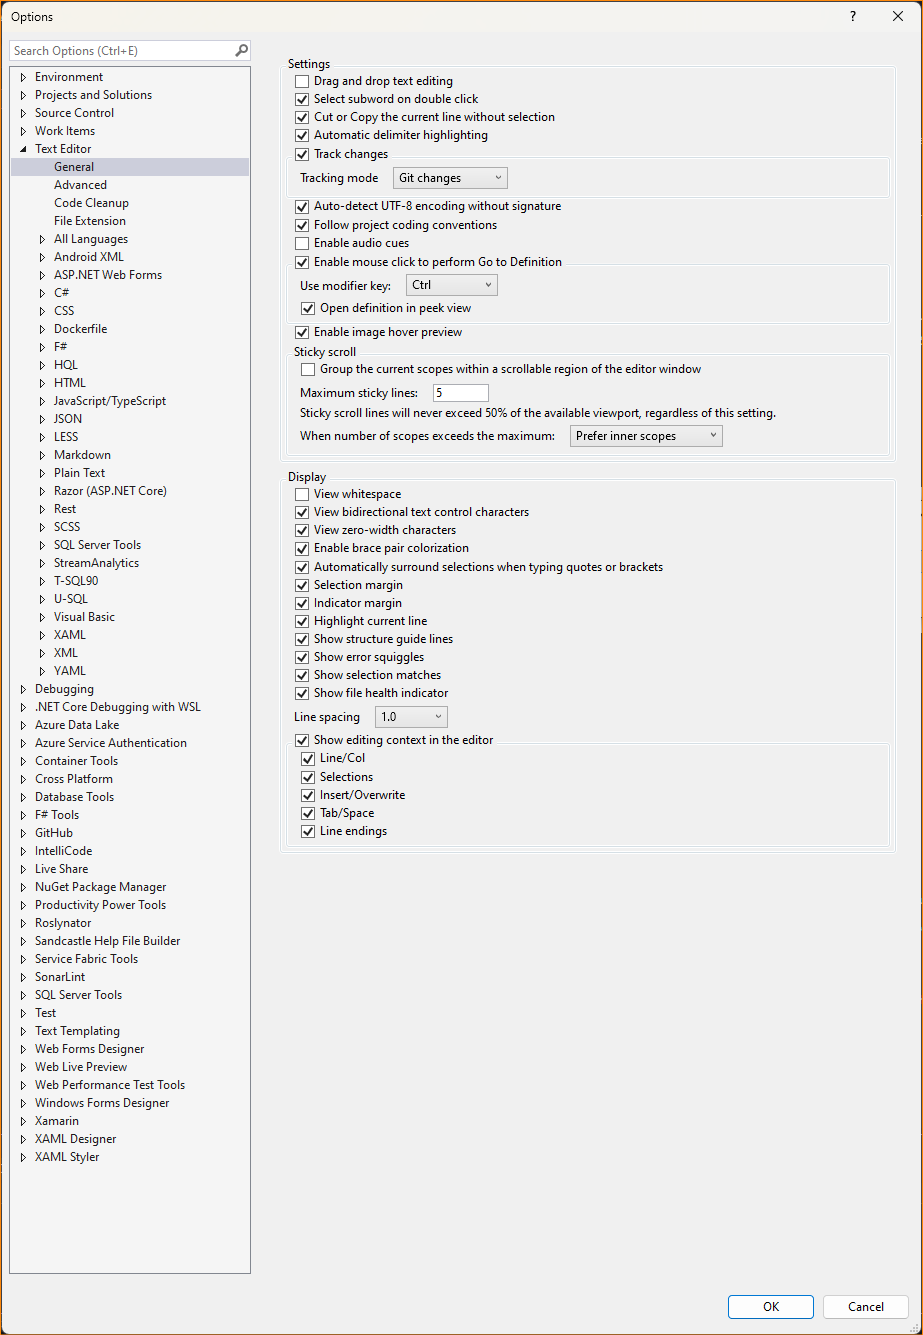 Options
?
Search Options (Ctrl+E)
Environment
Projects and Solutions
Source Control
Work Items
Text Editor
General
Advanced
Code Cleanup
File Extension
All Languages
Android XML
ASP.NET Web Forms
C#
CSS
Dockerfile
F#
HQL
HTML
JavaScript/TypeScript
JSON
LESS
Markdown
Plain Text
Razor (ASP.NET Core)
Rest
SCSS
SQL Server Tools
StreamAnalytics
T-SQL90
U-SQL
Visual Basic
XAML
XML
YAML
Debugging
.NET Core Debugging with WSL
Azure Data Lake
Azure Service Authentication
Container Tools
Cross Platform
Database Tools
F# Tools
GitHub
IntelliCode
Live Share
NuGet Package Manager
Productivity Power Tools
Roslynator
Sandcastle Help File Builder
Service Fabric Tools
SonarLint
SQL Server Tools
Test
Text Templating
Web Forms Designer
Web Live Preview
Web Performance Test Tools
Windows Forms Designer
Xamarin
XAML Designer
XAML Styler
Settings
Drag and drop text editing
Select subword on double click
Cut or Copy the current line without selection
Automatic delimiter highlighting
Track changes
Tracking mode Git changes
Auto-detect UTF-8 encoding without signature
Follow project coding conventions
Enable audio cues
Enable mouse click to perform Go to Definition
Use modifier key: Ctrl
Open definition in peek view
Enable image hover preview
Sticky scroll
Group the current scopes within a scrollable region of the editor window
Maximum sticky lines: 5
Sticky scroll lines will never exceed 50% of the available viewport, regardless of this setting.
When number of scopes exceeds the maximum: Prefer inner scopes
Display
View whitespace
View bidirectional text control characters
View zero-width characters
Enable brace pair colorization
Automatically surround selections when typing quotes or brackets
Selection margin
Indicator margin
Highlight current line
Show structure guide lines
Show error squiggles
Show selection matches
Show file health indicator
Line spacing 1.0
Show editing context in the editor
Line/Col
Selections
Insert/Overwrite
Tab/Space
Line endings
OK Cancel